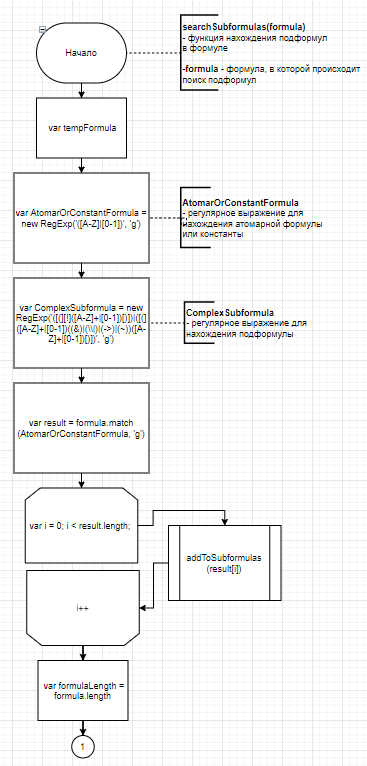 Начало
searchSubformulas(formula)
- функция нахождения подформул
в формуле
-formula - формула, в которой происходит
поиск подформул
var tempFormula
var AtomarOrConstantFormula =
new RegExp('([A-Z]|[0-1])', 'g')
AtomarOrConstantFormula
- регулярное выражение для
нахождения атомарной формулы
или константы
var ComplexSubformula = new
RegExp('([(][!]([A-Z]+|[0-1])[)])|([(]
([A-Z]+|[0-1])((&)|(\\|)|(->)|(~))([A-
Z]+|[0-1])[)])', 'g')
ComplexSubformula
- регулярное выражение для
нахождения подформулы
var result = formula.match
(AtomarOrConstantFormula, 'g')
var i = 0; i < result.length;
addToSubformulas
(result[i])
i++
var formulaLength =
formula.length
1